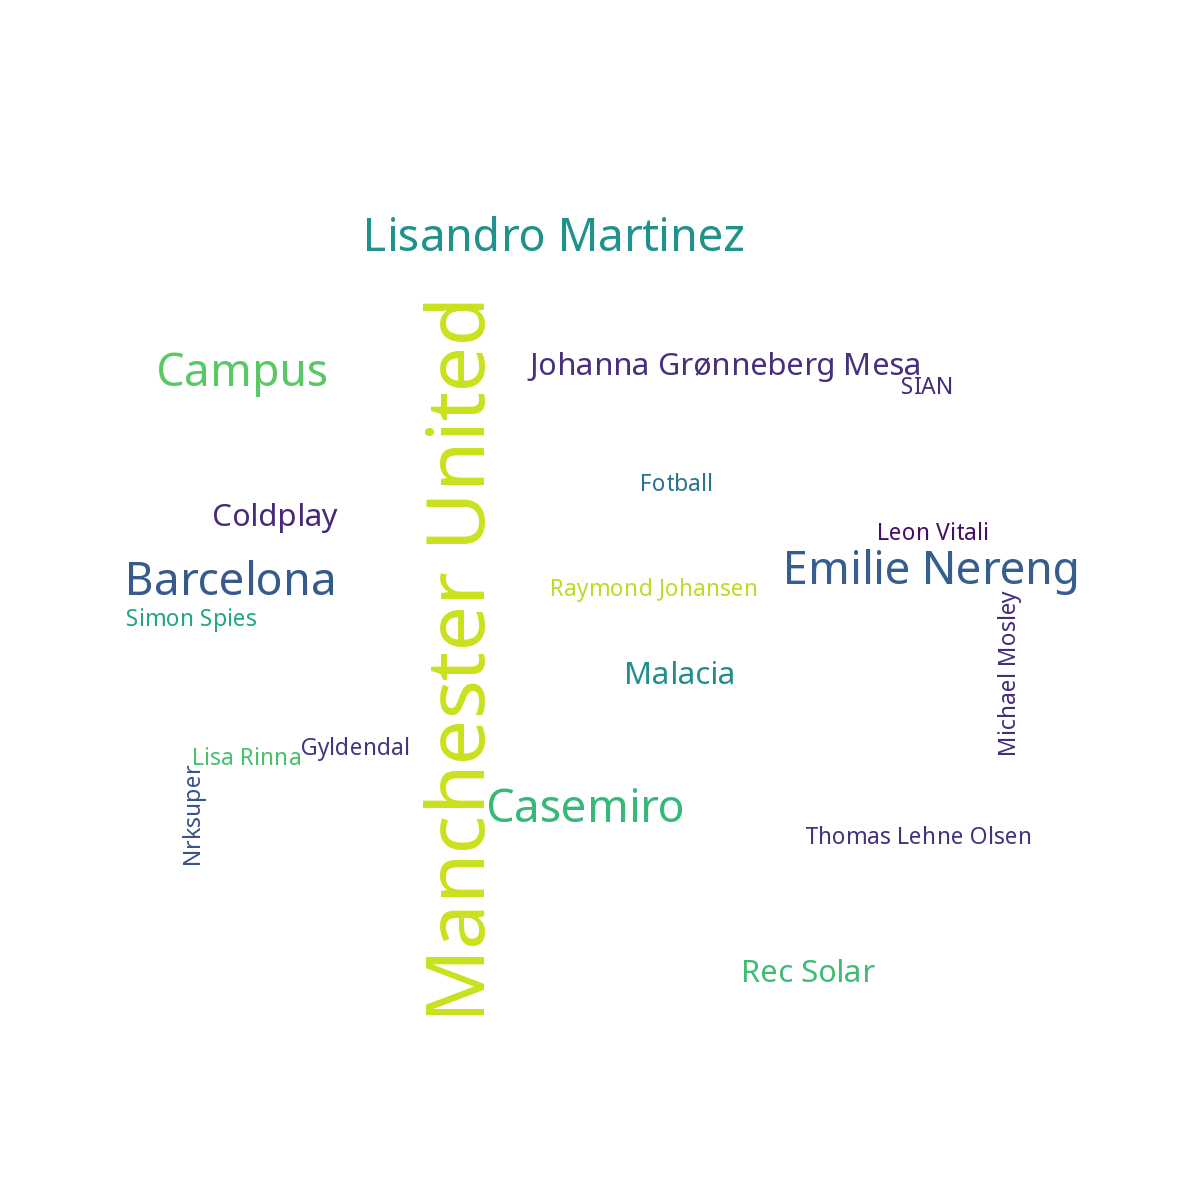 Lisandro Martinez
Manchester United
Campus
Johanna Grønneberg Mesa
SIAN
Fotball
Coldplay
Leon Vitali
Barcelona
Emilie Nereng
Raymond Johansen
Simon Spies
Michael Mosley
Malacia
Lisa Rinna
Gyldendal
Nrksuper
Casemiro
Thomas Lehne Olsen
Rec Solar